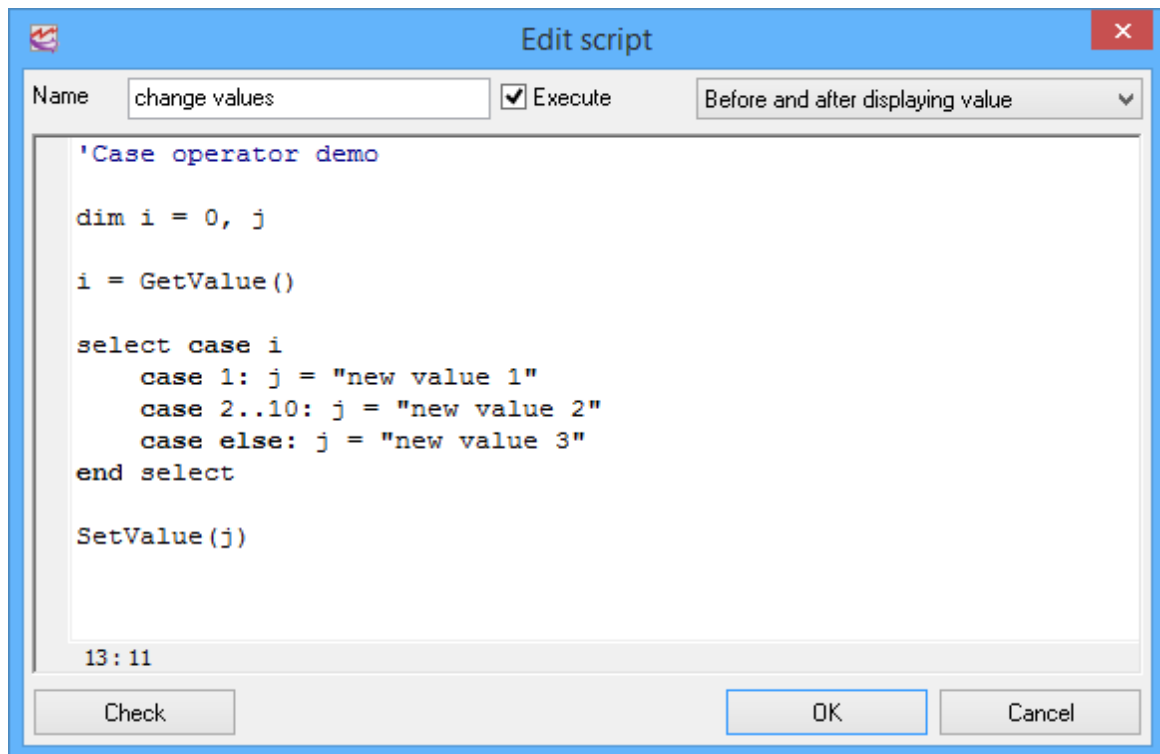 Edit script
Name change values Execute Before and after displaying value
'Case operator demo
dim i = 0, j
i = GetValue()
select case i
case 1: j = "new value 1"
case 2..10: j = "new value 2"
case else: j = "new value 3"
end select
SetValue(j)
13:11
Check OK Cancel